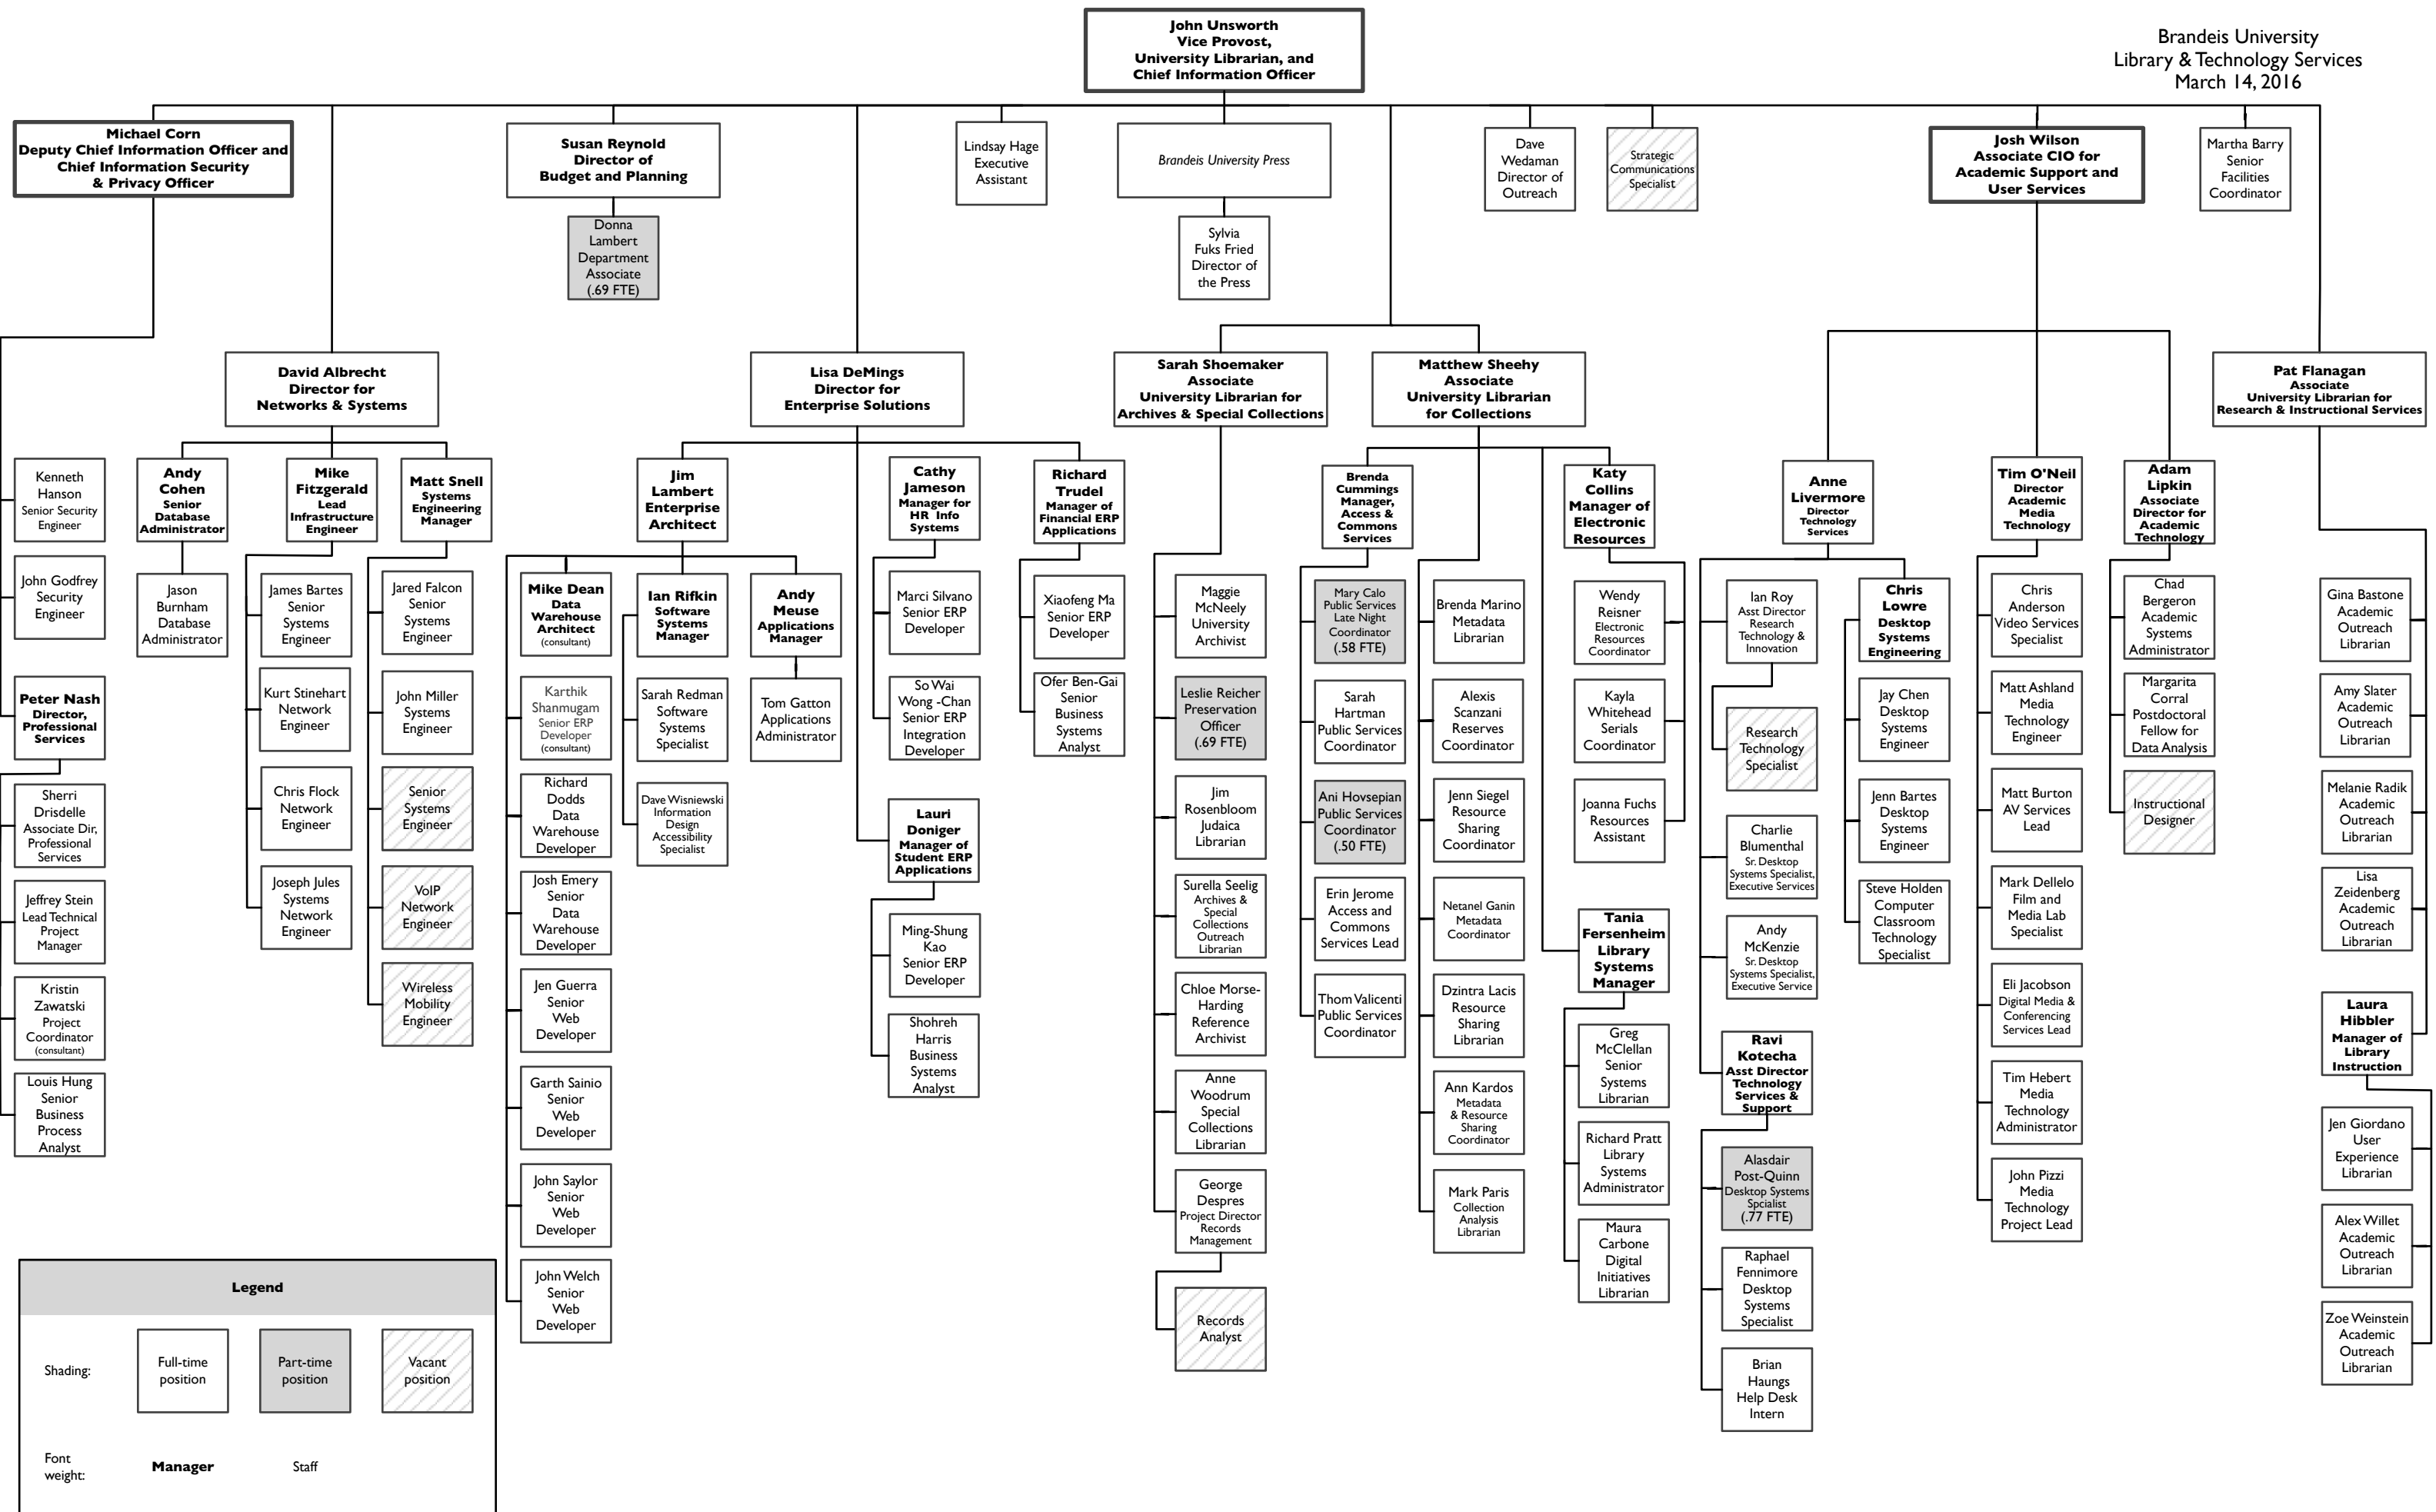 John Unsworth
Vice Provost,
University Librarian, and
Chief Information Officer
Brandeis University
Library & Technology Services
March 14, 2016
Michael Corn
Deputy Chief Information Officer and
Chief Information Security
& Privacy Officer
Susan Reynold
Director of
Budget and Planning
Donna
Lambert
Department
Associate
(.69 FTE)
Lindsay Hage
Executive
Assistant
Brandeis University Press
Sylvia
Fuks Fried
Director of
the Press
Dave
Wedaman
Director of
Outreach
Strategic
Communications
Specialist
Josh Wilson
Associate CIO for
Academic Support and
User Services
Martha Barry
Senior
Facilities
Coordinator
David Albrecht
Director for
Networks & Systems
Lisa DeMings
Director for
Enterprise Solutions
Sarah Shoemaker
Associate
University Librarian for
Archives & Special Collections
Matthew Sheehy
Associate
University Librarian
for Collections
Pat Flanagan
Associate
University Librarian for
Research & Instructional Services
Kenneth
Hanson
Senior Security
Engineer
John Godfrey
Security
Engineer
Peter Nash
Director,
Professional
Services
Sherri
Drisdelle
Associate Dir,
Professional
Services
Jeffrey Stein
Lead Technical
Project
Manager
Kristin
Zawatski
Project
Coordinator
(consultant)
Louis Hung
Senior
Business
Process
Analyst
Andy
Cohen
Senior
Database
Administrator
Jason
Burnham
Database
Administrator
Mike
Fitzgerald
Lead
Infrastructure
Engineer
James Bartes
Senior
Systems
Engineer
Kurt Stinehart
Network
Engineer
Chris Flock
Network
Engineer
Joseph Jules
Systems
Network
Engineer
Matt Snell
Systems
Engineering
Manager
Jared Falcon
Senior
Systems
Engineer
John Miller
Systems
Engineer
Senior
Systems
Engineer
VoIP
Network
Engineer
Wireless
Mobility
Engineer
Jim
Lambert
Enterprise
Architect
Mike Dean
Data
Warehouse
Architect
(consultant)
Karthik
Shanmugam
Senior ERP
Developer
(consultant)
Richard
Dodds
Data
Warehouse
Developer
Josh Emery
Senior
Data
Warehouse
Developer
Jen Guerra
Senior
Web
Developer
Garth Sainio
Senior
Web
Developer
John Saylor
Senior
Web
Developer
John Welch
Senior
Web
Developer
Ian Rifkin
Software
Systems
Manager
Sarah Redman
Software
Systems
Specialist
Dave Wisniewski
Information
Design
Accessibility
Specialist
Andy
Meuse
Applications
Manager
Tom Gatton
Applications
Administrator
Cathy
Jameson
Manager for
HR Info
Systems
Marci Silvano
Senior ERP
Developer
So Wai
Wong -Chan
Senior ERP
Integration
Developer
Lauri
Doniger
Manager of
Student ERP
Applications
Ming-Shung
Kao
Senior ERP
Developer
Shohreh
Harris
Business
Systems
Analyst
Richard
Trudel
Manager of
Financial ERP
Applications
Xiaofeng Ma
Senior ERP
Developer
Ofer Ben-Gai
Senior
Business
Systems
Analyst
Maggie
McNeely
University
Archivist
Leslie Reicher
Preservation
Officer
(.69 FTE)
Jim
Rosenbloom
Judaica
Librarian
Surella Seelig
Archives &
Special
Collections
Outreach
Librarian
Chloe Morse-
Harding
Reference
Archivist
Anne
Woodrum
Special
Collections
Librarian
George
Despres
Project Director
Records
Management
Records
Analyst
Brenda
Cummings
Manager,
Access &
Commons
Services
Mary Calo
Public Services
Late Night
Coordinator
(.58 FTE)
Sarah
Hartman
Public Services
Coordinator
Ani Hovsepian
Public Services
Coordinator
(.50 FTE)
Erin Jerome
Access and
Commons
Services Lead
Thom Valicenti
Public Services
Coordinator
Brenda Marino
Metadata
Librarian
Alexis
Scanzani
Reserves
Coordinator
Jenn Siegel
Resource
Sharing
Coordinator
Netanel Ganin
Metadata
Coordinator
Dzintra Lacis
Resource
Sharing
Librarian
Ann Kardos
Metadata
& Resource
Sharing
Coordinator
Mark Paris
Collection
Analysis
Librarian
Katy
Collins
Manager of
Electronic
Resources
Wendy
Reisner
Electronic
Resources
Coordinator
Kayla
Whitehead
Serials
Coordinator
Joanna Fuchs
Resources
Assistant
Tania
Fersenheim
Library
Systems
Manager
Greg
McClellan
Senior
Systems
Librarian
Richard Pratt
Library
Systems
Administrator
Maura
Carbone
Digital
Initiatives
Librarian
Anne
Livermore
Director
Technology
Services
Ian Roy
Asst Director
Research
Technology &
Innovation
Research
Technology
Specialist
Charlie
Blumenthal
Sr. Desktop
Systems Specialist,
Executive Services
Andy
McKenzie
Sr. Desktop
Systems Specialist,
Executive Service
Ravi
Kotecha
Asst Director
Technology
Services &
Support
Alasdair
Post-Quinn
Desktop Systems
Spcialist
(.77 FTE)
Raphael
Fennimore
Desktop
Systems
Specialist
Brian
Haungs
Help Desk
Intern
Chris
Lowre
Desktop
Systems
Engineering
Jay Chen
Desktop
Systems
Engineer
Jenn Bartes
Desktop
Systems
Engineer
Steve Holden
Computer
Classroom
Technology
Specialist
Tim O'Neil
Director
Academic
Media
Technology
Chris
Anderson
Video Services
Specialist
Matt Ashland
Media
Technology
Engineer
Matt Burton
AV Services
Lead
Mark Dellelo
Film and
Media Lab
Specialist
Eli Jacobson
Digital Media &
Conferencing
Services Lead
Tim Hebert
Media
Technology
Administrator
John Pizzi
Media
Technology
Project Lead
Adam
Lipkin
Associate
Director for
Academic
Technology
Chad
Bergeron
Academic
Systems
Administrator
Margarita
Corral
Postdoctoral
Fellow for
Data Analysis
Instructional
Designer
Gina Bastone
Academic
Outreach
Librarian
Amy Slater
Academic
Outreach
Librarian
Melanie Radik
Academic
Outreach
Librarian
Lisa
Zeidenberg
Academic
Outreach
Librarian
Laura
Hibbler
Manager of
Library
Instruction
Jen Giordano
User
Experience
Librarian
Alex Willet
Academic
Outreach
Librarian
Zoe Weinstein
Academic
Outreach
Librarian
Legend
Shading:
Full-time
position
Part-time
position
Vacant
position
Font
weight:
Manager
Staff